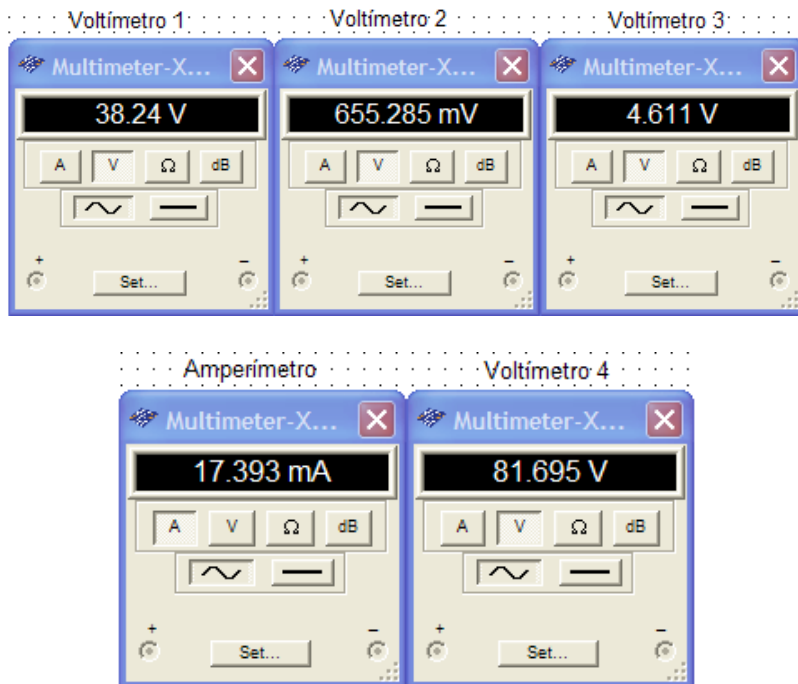 Voltímetro 1 Voltímetro 2 Voltímetro 3
Multimeter-X... Multimeter-X... Multimeter-X...
38.24 V 655.285 mV 4.611 V
A V Ω dB A V Ω dB A V Ω dB
+ – + – + –
Set... Set... Set...
Amperímetro Voltímetro 4
Multimeter-X... Multimeter-X...
17.393 mA 81.695 V
A V Ω dB A V Ω dB
+ – + –
Set... Set...